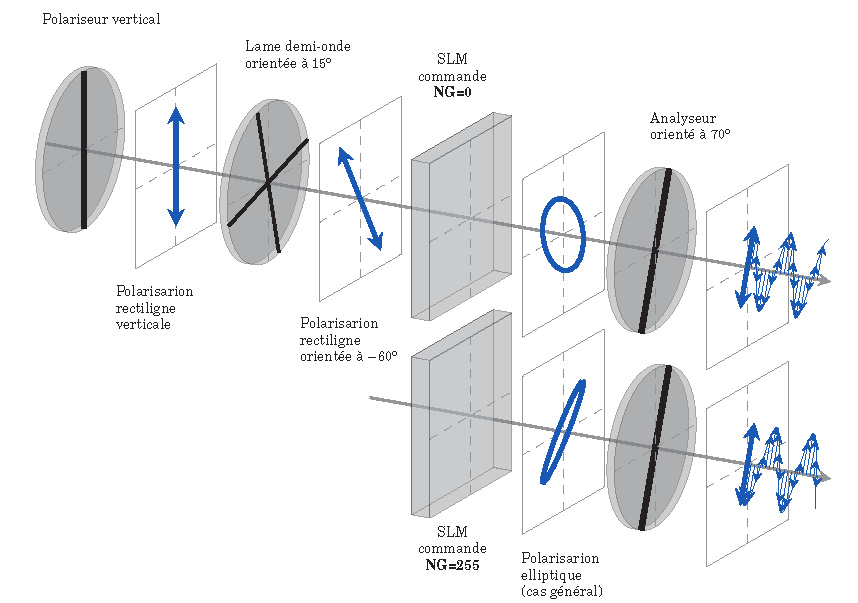 Polariseur vertical
Lame demi-onde
orientée à 15°
SLM
commande
NG=0
Analyseur
orienté à 70°
Polarisarion
rectiligne
verticale
Polarisarion
rectiligne
orientée à −60°
SLM
commande
NG=255
Polarisarion
elliptique
(cas général)